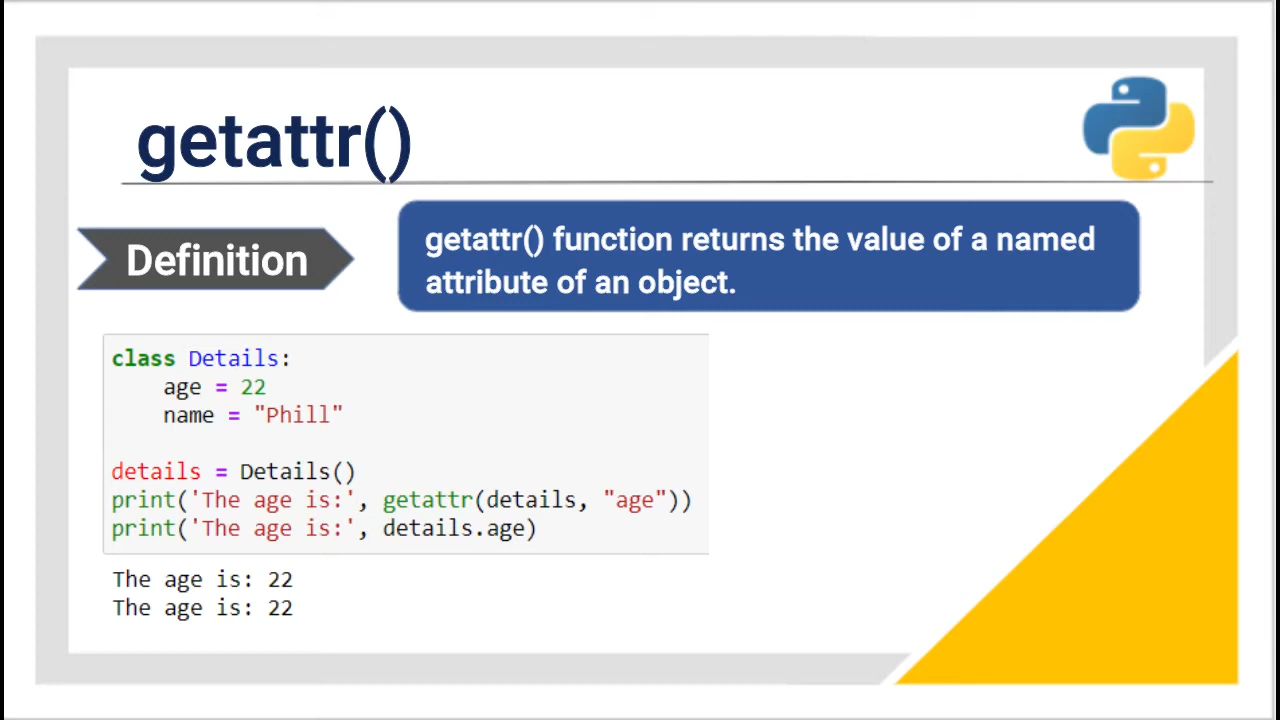 getattr()
Definition
getattr() function returns the value of a named
attribute of an object.
class Details:
    age = 22
    name = "Phill"
details = Details()
print('The age is:', getattr(details, "age"))
print('The age is:', details.age)
The age is: 22
The age is: 22